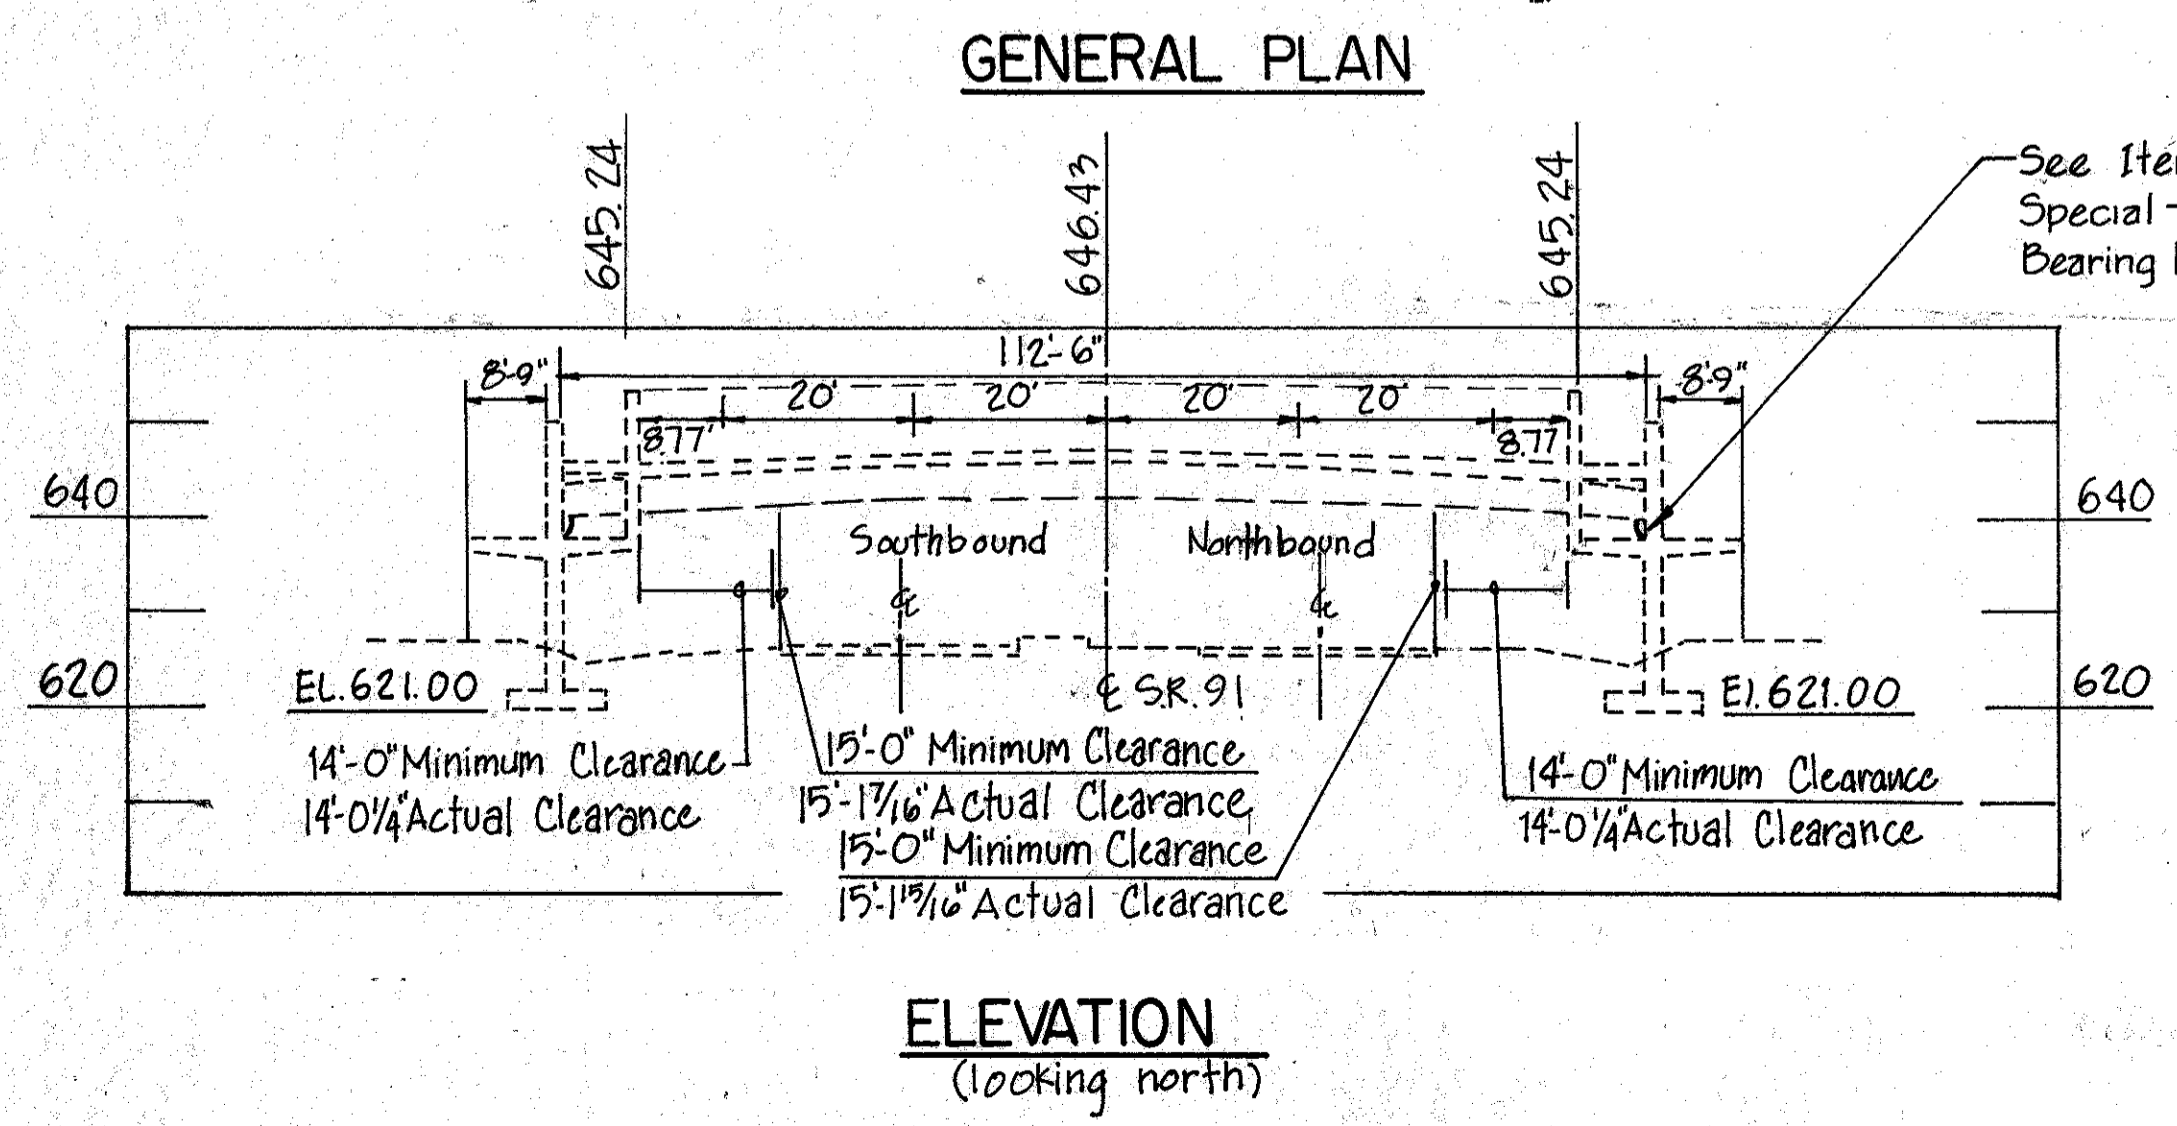 GENERAL PLAN
645.24
646.43
645.24
See Ite
Special -
Bearing
112'-6"
8'-9"
8'-9"
20'
20'
20'
20'
8.77'
8.77
640
640
Southbound
Northbound
℄
℄
620
EL.621.00
℄ S.R. 91
El.621.00
620
14'-0" Minimum Clearance
14'-0¼" Actual Clearance
15'-0" Minimum Clearance
15'-1 7/16" Actual Clearance
15'-0" Minimum Clearance
15'-1 15/16" Actual Clearance
14'-0" Minimum Clearance
14'-0¼" Actual Clearance
ELEVATION
(looking north)